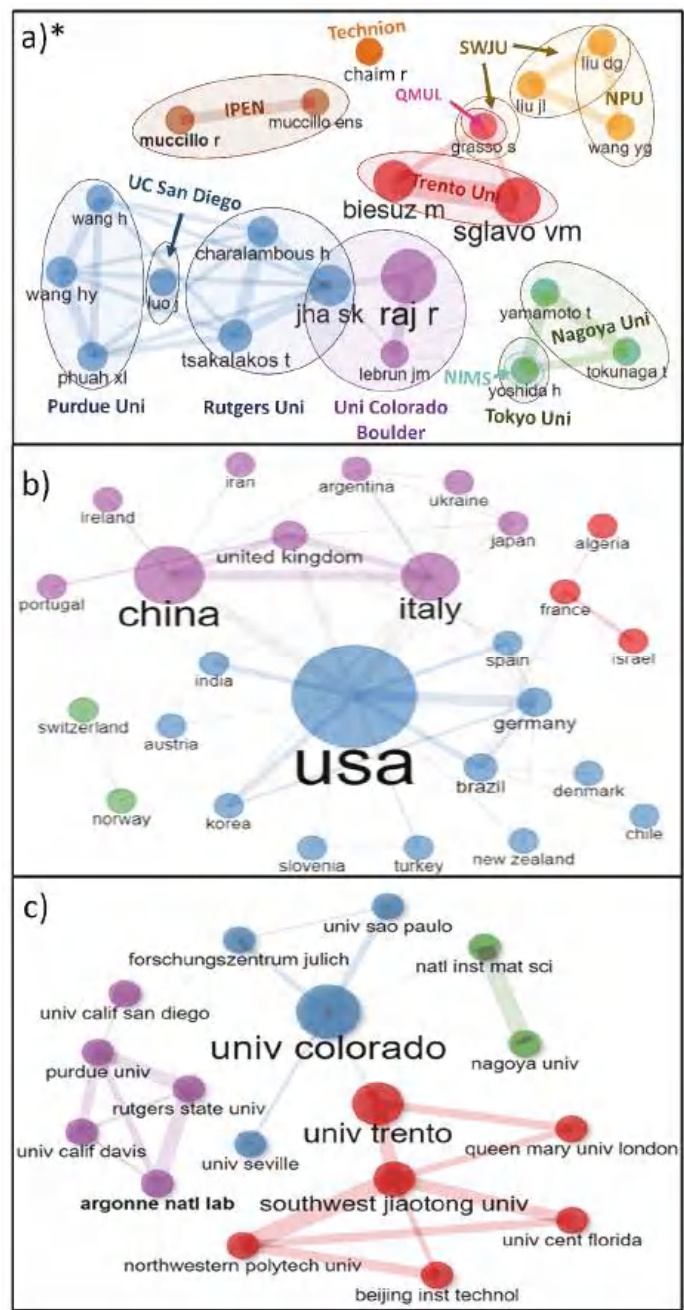 a)*
Technion
chaim r
SWJU
liu dg
IPEN
muccillo ens
muccillo r
QMUL
liu jl
NPU
grasso s
wang yg
UC San Diego
Trento Uni
wang h
biesuz m
sglavo vm
charalambous h
wang hy
luo j
jha sk
raj r
yamamoto t
Nagoya Uni
tsakalakos t
phuah xl
lebrun jm
NIMS
yoshida h
tokunaga t
Purdue Uni
Rutgers Uni
Uni Colorado
Boulder
Tokyo Uni
b)
iran
argentina
ukraine
ireland
united kingdom
japan
algeria
portugal
china
italy
france
israel
india
spain
switzerland
austria
usa
germany
norway
korea
brazil
denmark
chile
slovenia
turkey
new zealand
c)
univ sao paulo
forschungszentrum julich
natl inst mat sci
univ calif san diego
univ colorado
purdue univ
nagoya univ
rutgers state univ
univ trento
univ calif davis
univ seville
queen mary univ london
argonne natl lab
southwest jiaotong univ
univ cent florida
northwestern polytech univ
beijing inst technol